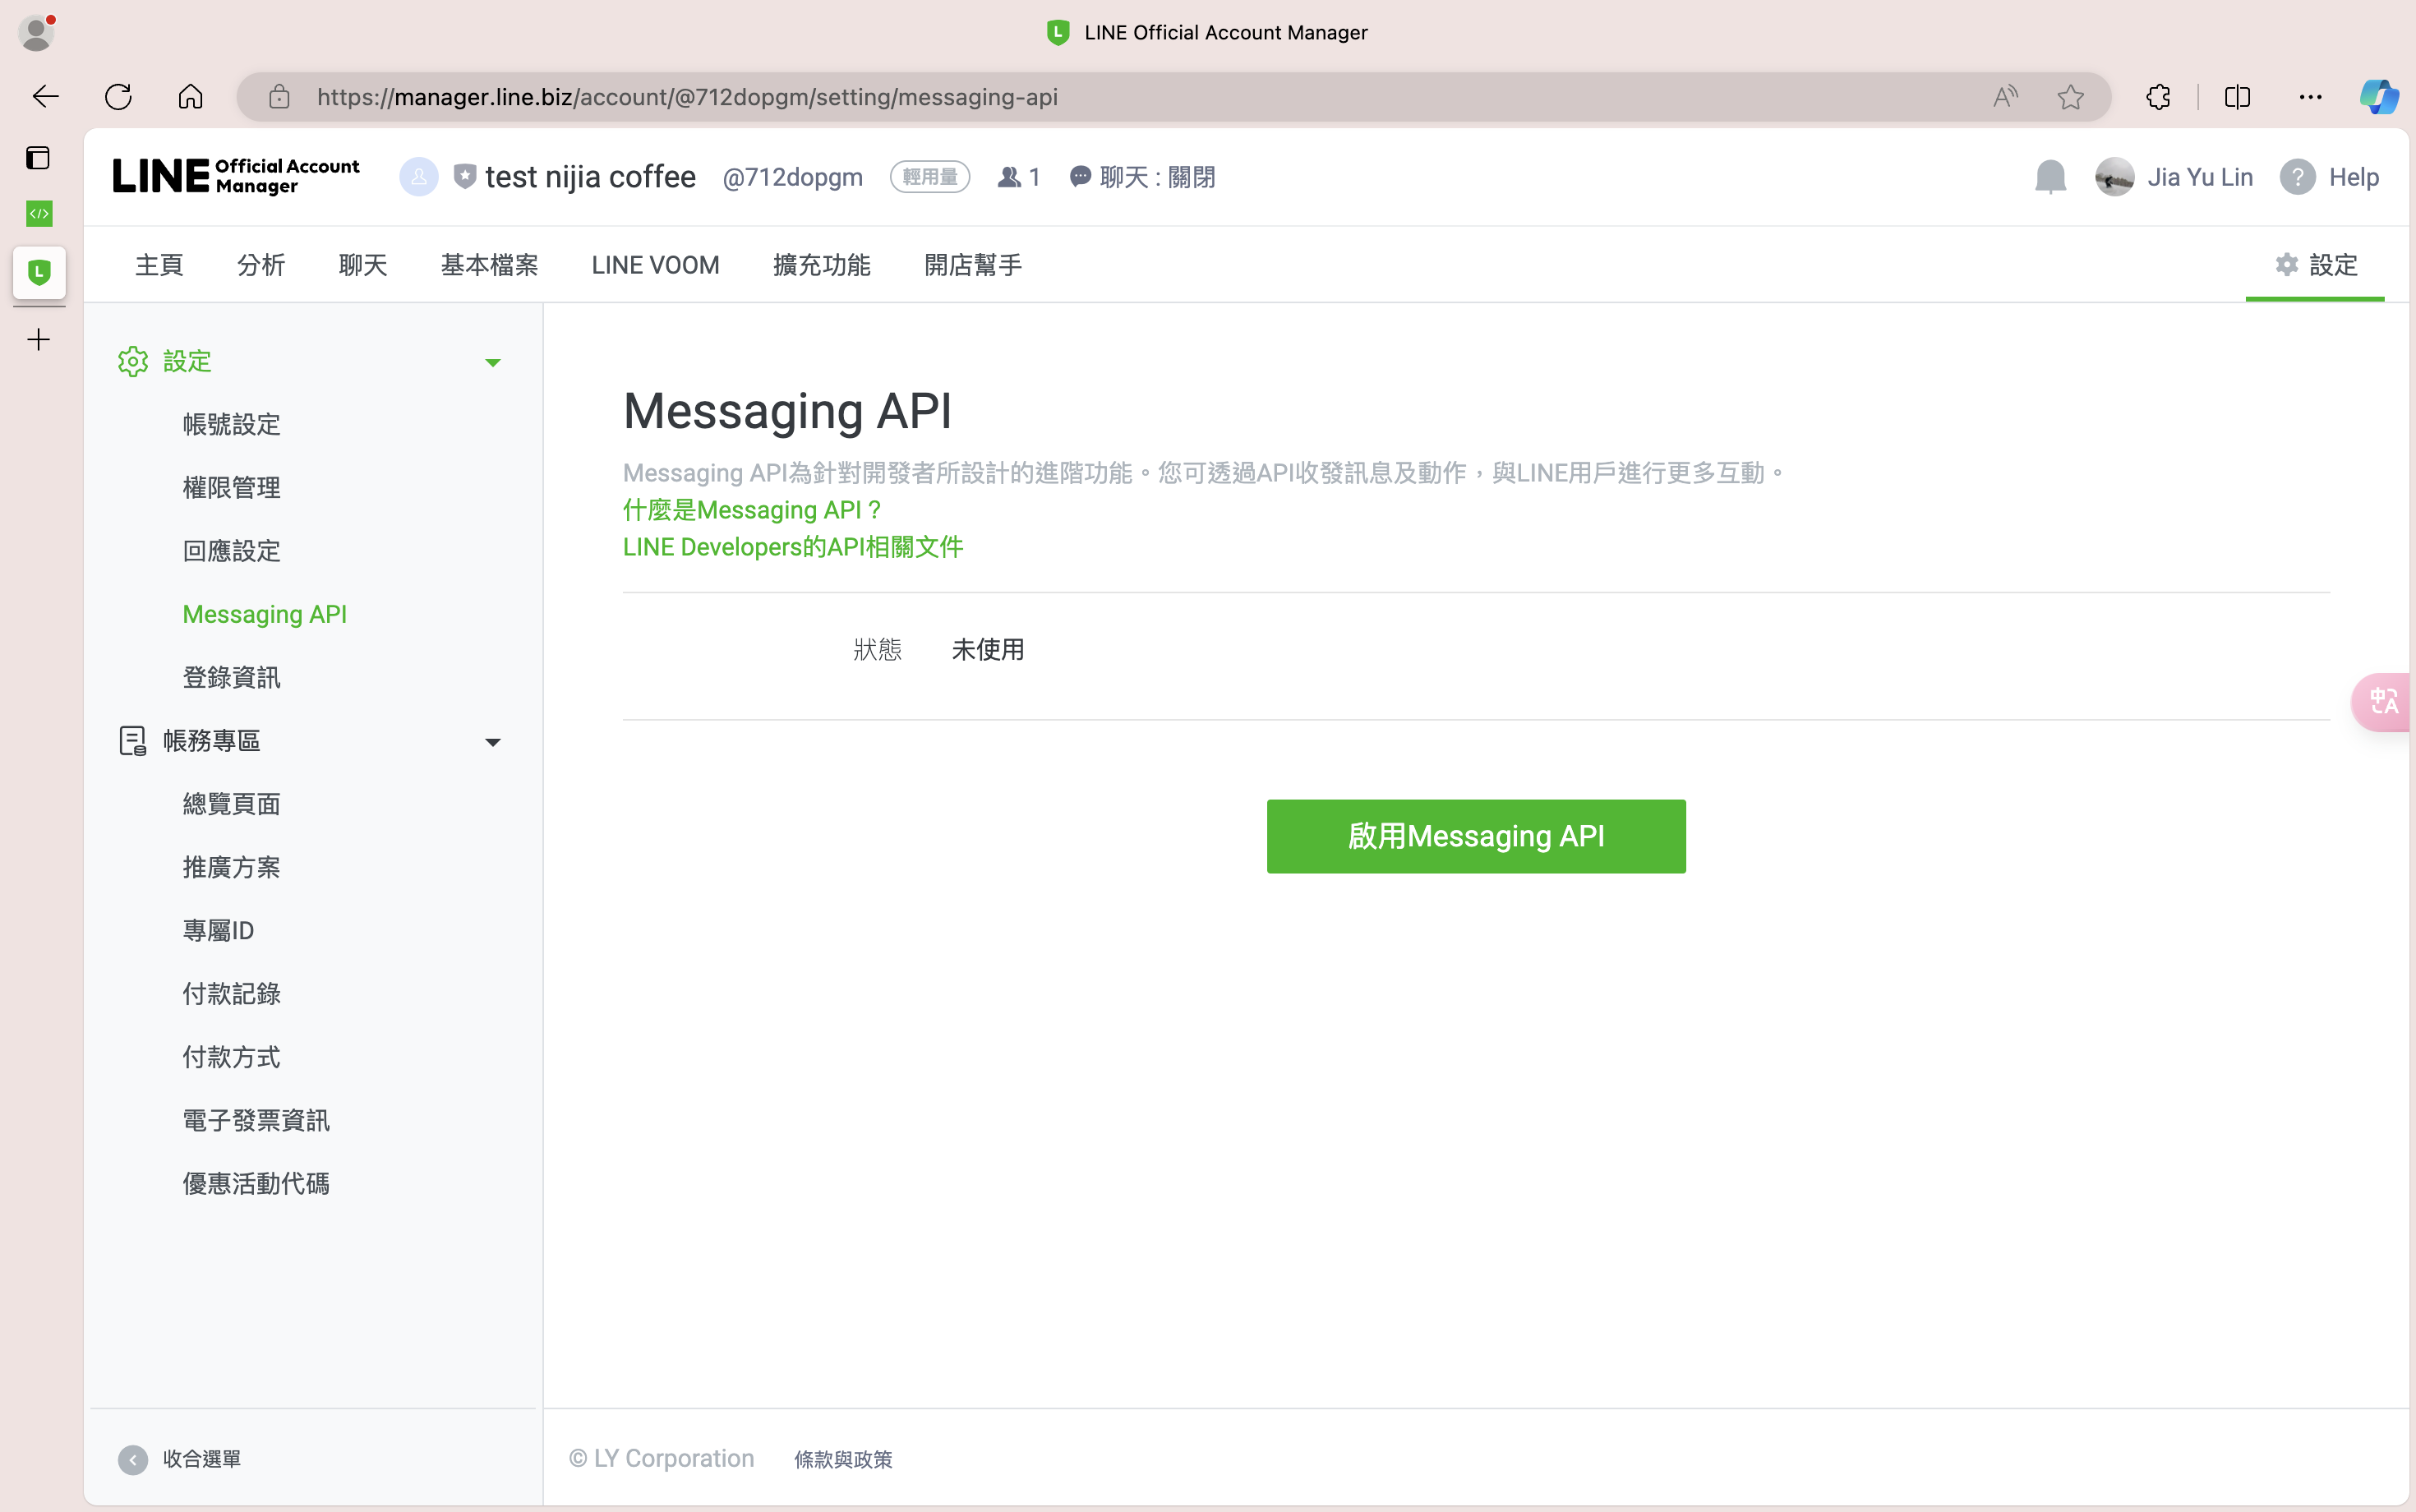 LINE Official Account Manager
https://manager.line.biz/account/@712dopgm/setting/messaging-api
LINE Official Account Manager
test nijia coffee
@712dopgm
輕用量
1
聊天 : 關閉
Jia Yu Lin
Help
主頁
分析
聊天
基本檔案
LINE VOOM
擴充功能
開店幫手
設定
設定
帳號設定
權限管理
回應設定
Messaging API
登錄資訊
帳務專區
總覽頁面
推廣方案
專屬ID
付款記錄
付款方式
電子發票資訊
優惠活動代碼
收合選單
Messaging API
Messaging API為針對開發者所設計的進階功能。您可透過API收發訊息及動作，與LINE用戶進行更多互動。
什麼是Messaging API？
LINE Developers的API相關文件
狀態
未使用
啟用Messaging API
© LY Corporation
條款與政策